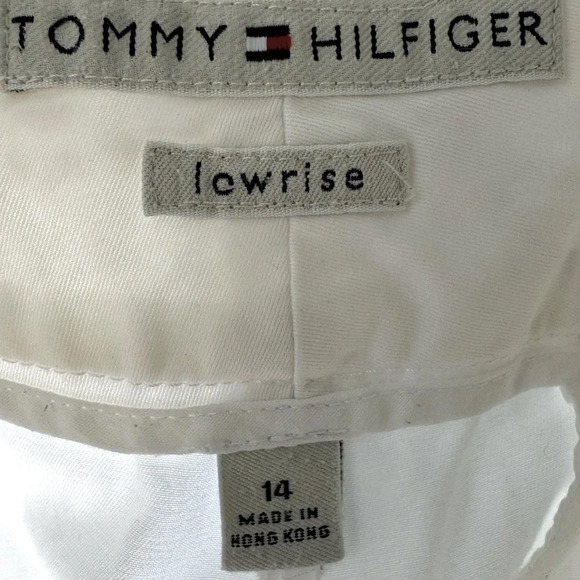 TOMMY HILFIGER
lowrise
14
MADE IN
HONG KONG